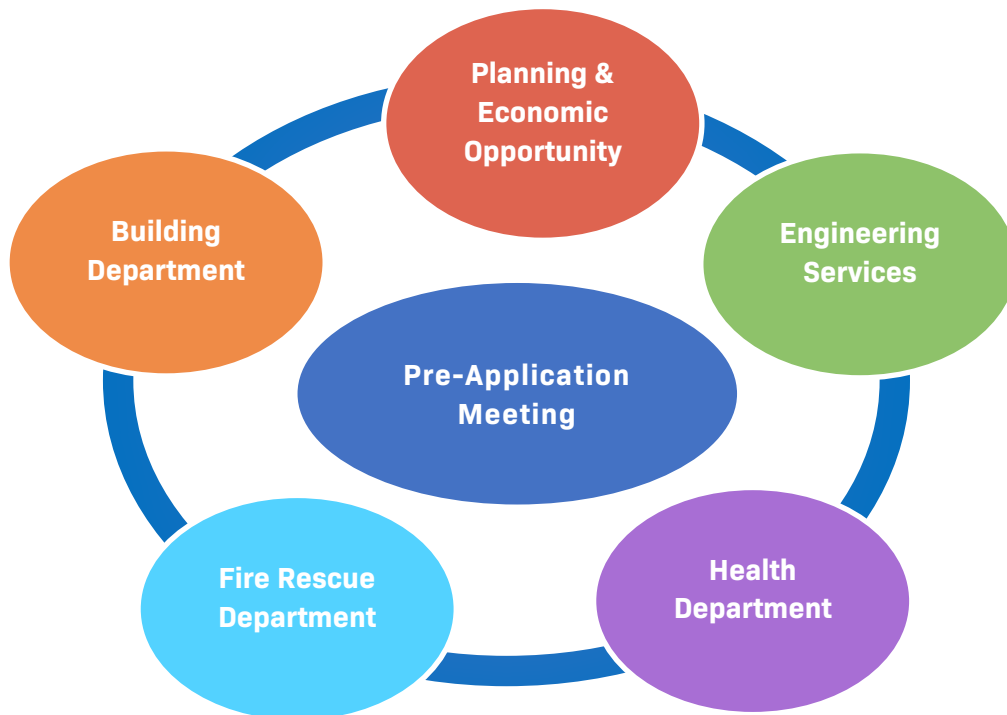 Planning &
Economic
Opportunity
Building
Department
Engineering
Services
Pre-Application
Meeting
Fire Rescue
Department
Health
Department